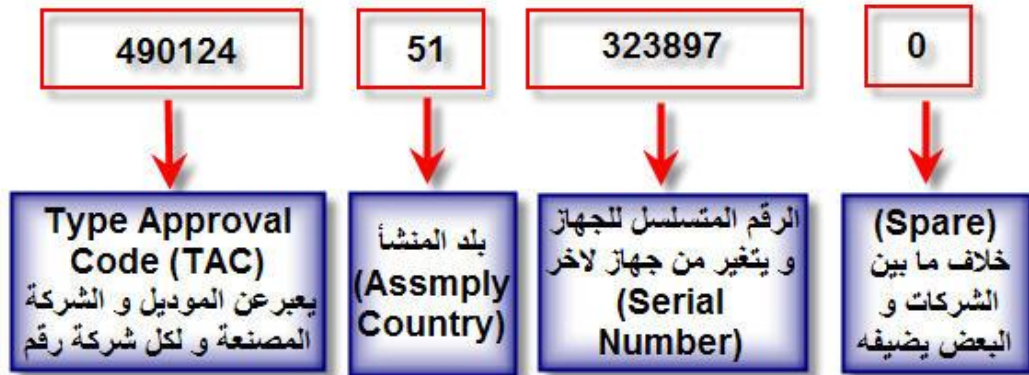 490124
51
323897
0
Type Approval
Code (TAC)
يعبرعن الموديل و الشركة
المصنعة و لكل شركة رقم
بلد المنشأ
(Assmply
Country)
الرقم المتسلسل للجهاز
و يتغير من جهاز لاخر
(Serial
Number)
(Spare)
خلاف ما بين
الشركات و
البعض يضيفه